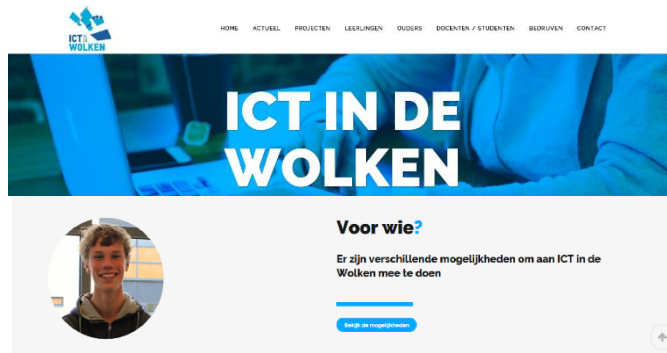 ICT IN DE
WOLKEN
HOME ACTUEEL PROJECTEN LEERLINGEN OUDERS DOCENTEN / STUDENTEN BEDRIJVEN CONTACT
ICT IN DE
WOLKEN
Voor wie?
Er zijn verschillende mogelijkheden om aan ICT in de
Wolken mee te doen
Bekijk de mogelijkheden